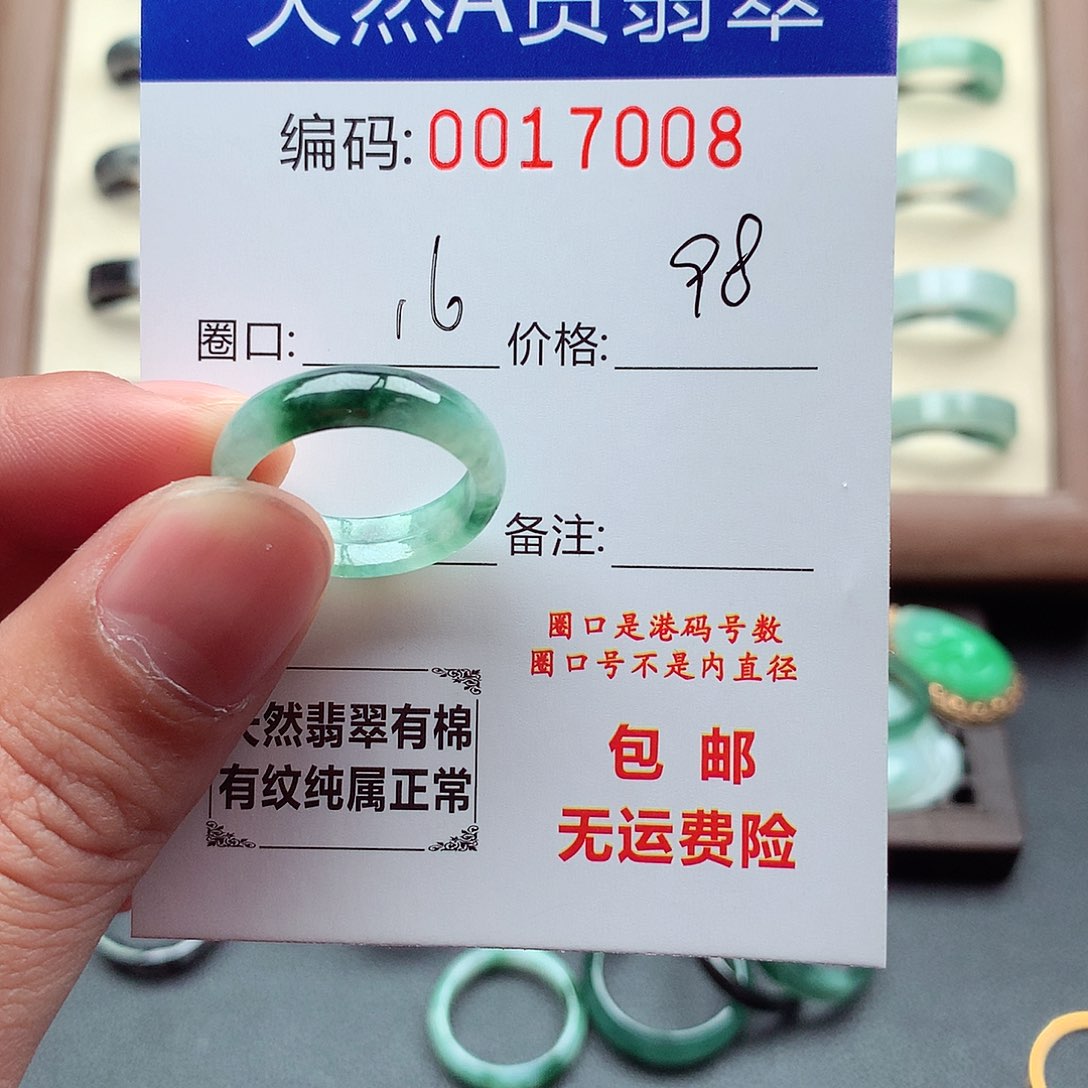 天然A货翡翠
编码: 0017008
圈口: 16 价格: 98
备注:
圈口是港码号数
圈口号不是内直径
天然翡翠有棉
有纹纯属正常
包 邮
无运费险